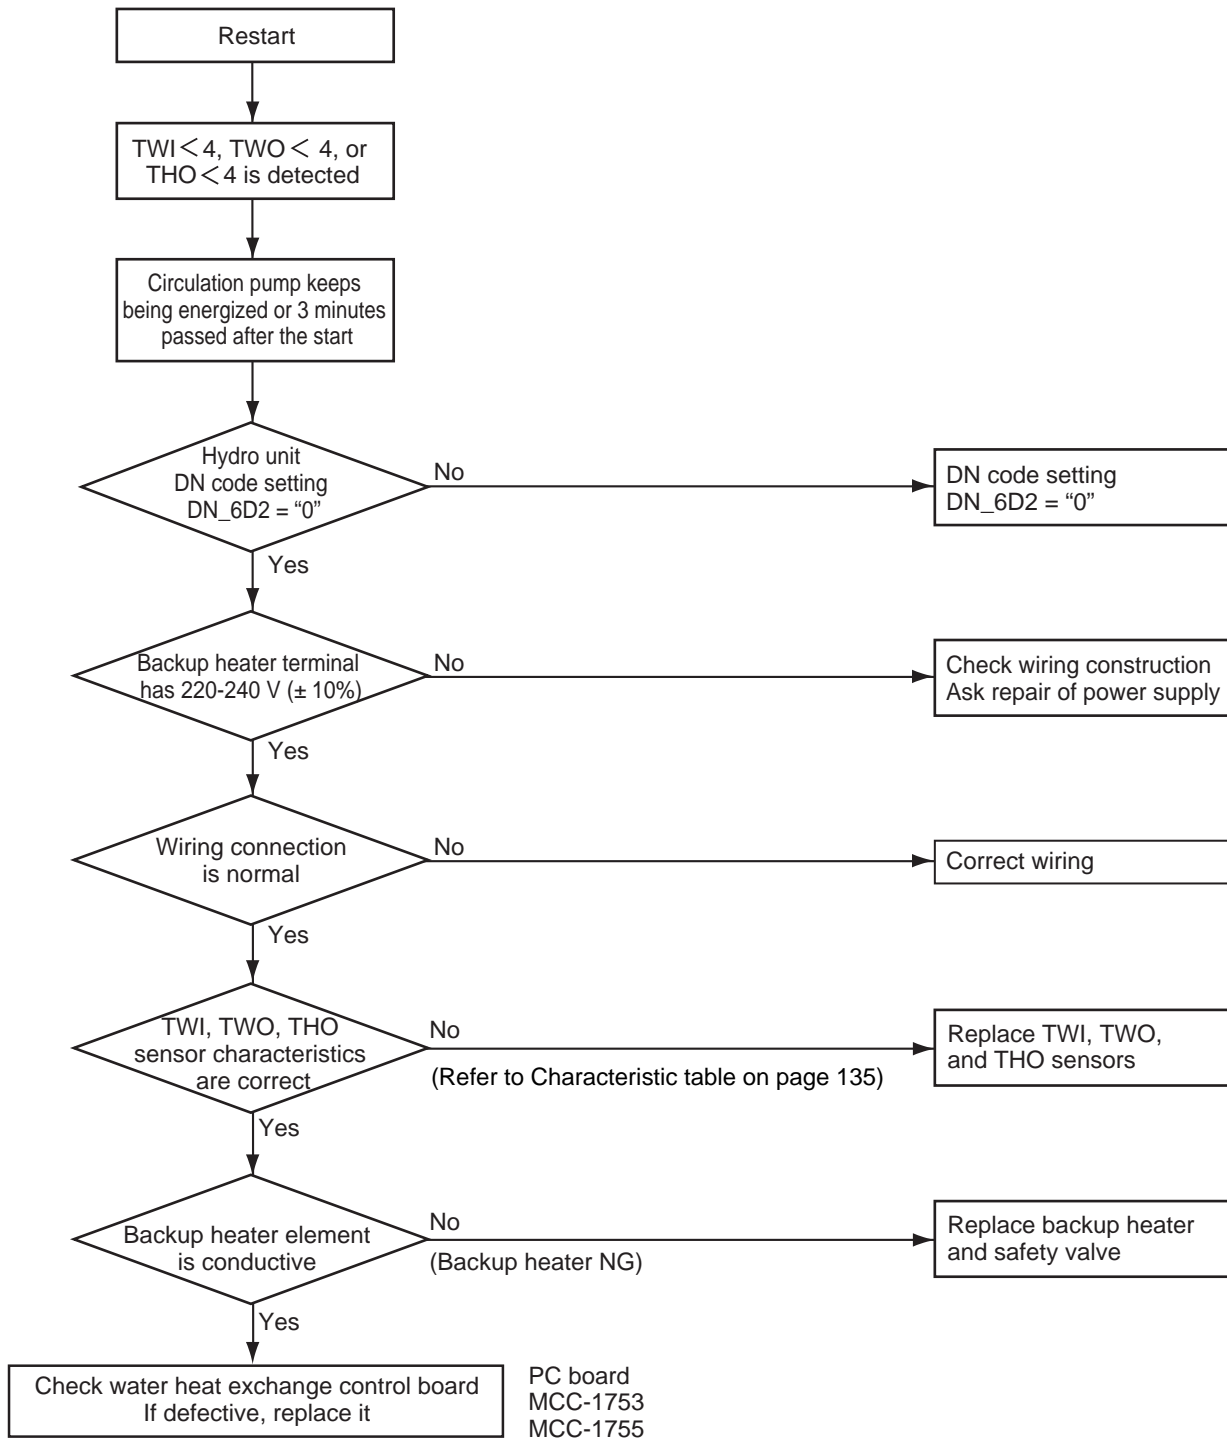 Restart
TWI<4, TWO< 4, or
THO<4 is detected
Circulation pump keeps
being energized or 3 minutes
passed after the start
Hydro unit
DN code setting
DN_6D2 = “0”
No
DN code setting
DN_6D2 = “0”
Yes
Backup heater terminal
has 220-240 V (± 10%)
No
Check wiring construction
Ask repair of power supply
Yes
Wiring connection
is normal
No
Correct wiring
Yes
TWI, TWO, THO
sensor characteristics
are correct
No
(Refer to Characteristic table on page 135)
Replace TWI, TWO,
and THO sensors
Yes
Backup heater element
is conductive
No
(Backup heater NG)
Replace backup heater
and safety valve
Yes
Check water heat exchange control board
If defective, replace it
PC board
MCC-1753
MCC-1755